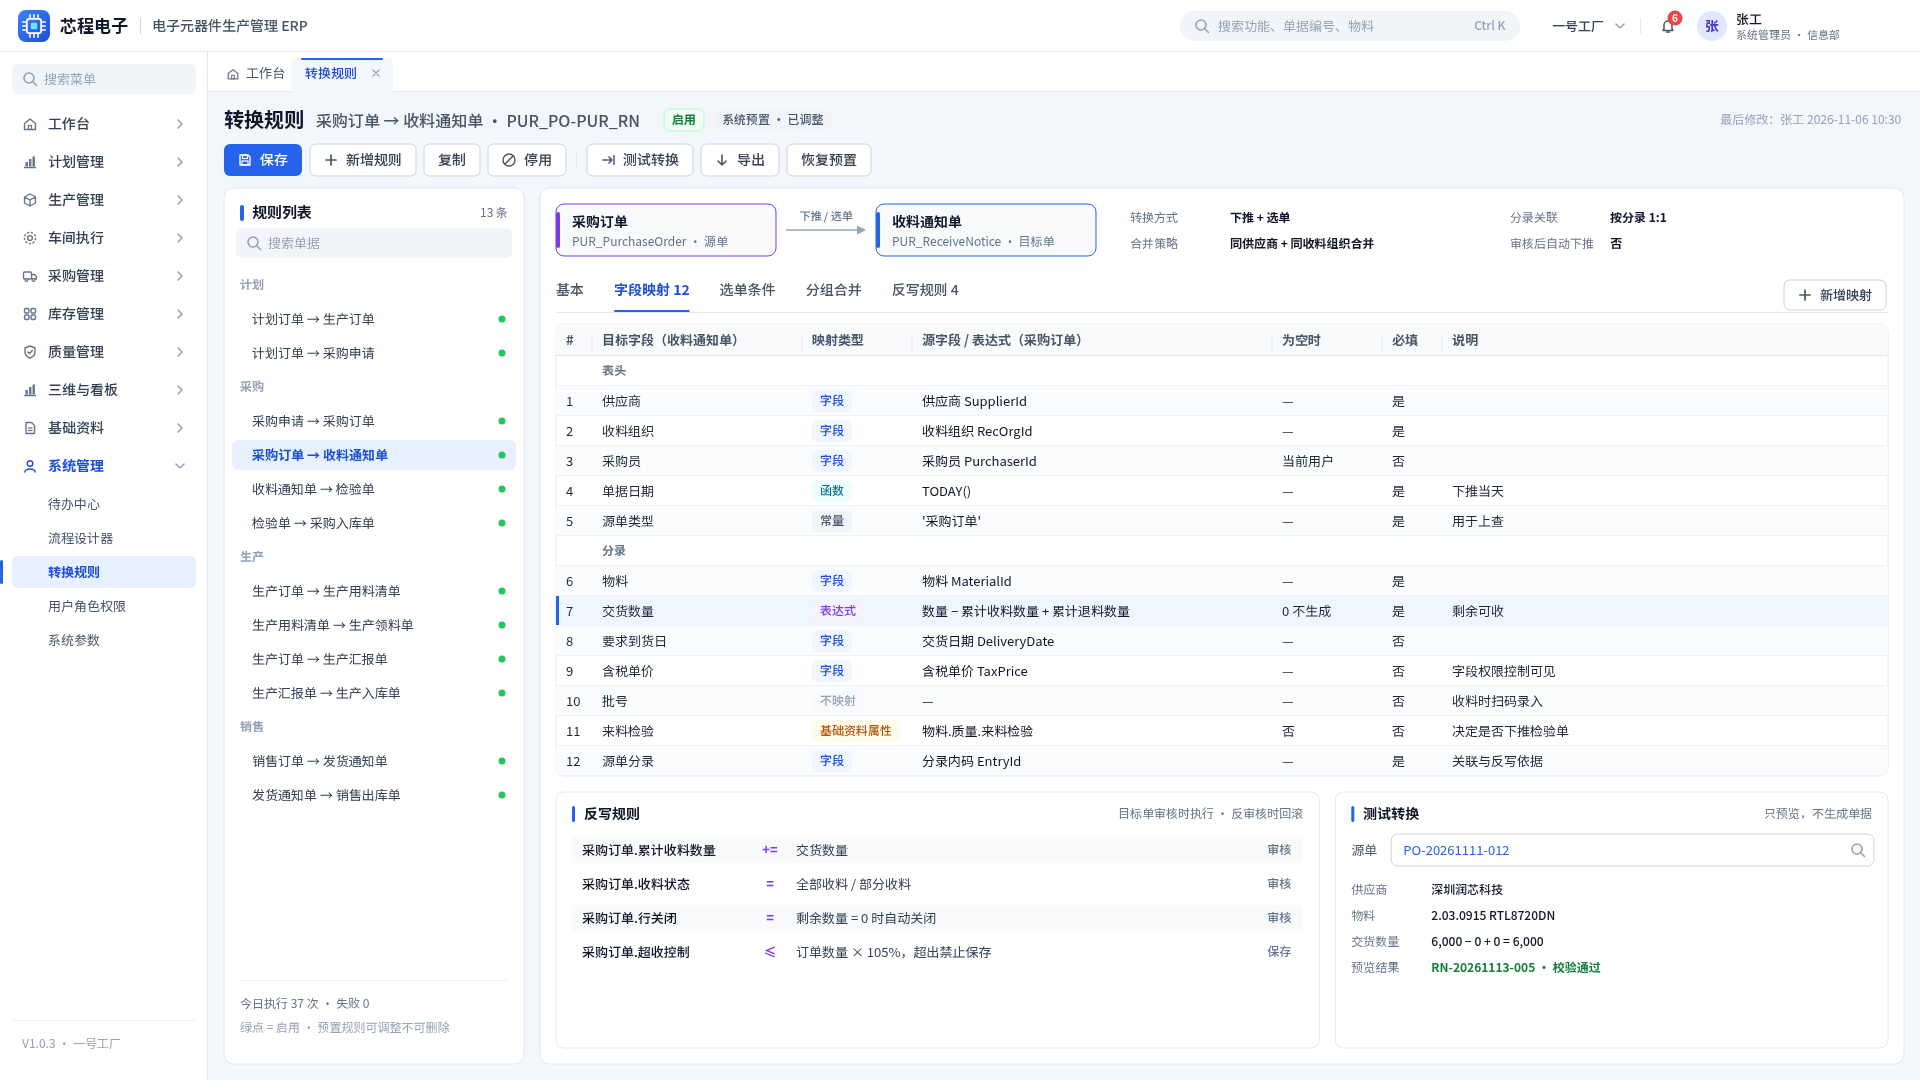 芯程电子
电子元器件生产管理 ERP
搜索功能、单据编号、物料
Ctrl K
一号工厂
6
张
张工
系统管理员 · 信息部
搜索菜单
工作台
计划管理
生产管理
车间执行
采购管理
库存管理
质量管理
三维与看板
基础资料
系统管理
待办中心
流程设计器
转换规则
用户角色权限
系统参数
V1.0.3 · 一号工厂
工作台
转换规则
转换规则
采购订单 → 收料通知单 · PUR_PO-PUR_RN
启用
系统预置 · 已调整
最后修改：张工 2026-11-06 10:30
保存
新增规则
复制
停用
测试转换
导出
恢复预置
规则列表
13 条
搜索单据
计划
计划订单 → 生产订单
计划订单 → 采购申请
采购
采购申请 → 采购订单
采购订单 → 收料通知单
收料通知单 → 检验单
检验单 → 采购入库单
生产
生产订单 → 生产用料清单
生产用料清单 → 生产领料单
生产订单 → 生产汇报单
生产汇报单 → 生产入库单
销售
销售订单 → 发货通知单
发货通知单 → 销售出库单
今日执行 37 次 · 失败 0
绿点 = 启用 · 预置规则可调整不可删除
采购订单
PUR_PurchaseOrder · 源单
下推 / 选单
收料通知单
PUR_ReceiveNotice · 目标单
转换方式 下推 + 选单 分录关联 按分录 1:1
合并策略 同供应商 + 同收料组织合并 审核后自动下推 否
基本
字段映射 12
选单条件
分组合并
反写规则 4
新增映射
# 目标字段（收料通知单） 映射类型 源字段 / 表达式（采购订单） 为空时 必填 说明
表头
1 供应商 字段 供应商 SupplierId — 是
2 收料组织 字段 收料组织 RecOrgId — 是
3 采购员 字段 采购员 PurchaserId 当前用户 否
4 单据日期 函数 TODAY() — 是 下推当天
5 源单类型 常量 '采购订单' — 是 用于上查
分录
6 物料 字段 物料 MaterialId — 是
7 交货数量 表达式 数量 − 累计收料数量 + 累计退料数量 0 不生成 是 剩余可收
8 要求到货日 字段 交货日期 DeliveryDate — 否
9 含税单价 字段 含税单价 TaxPrice — 否 字段权限控制可见
10 批号 不映射 — — 否 收料时扫码录入
11 来料检验 基础资料属性 物料.质量.来料检验 否 否 决定是否下推检验单
12 源单分录 字段 分录内码 EntryId — 是 关联与反写依据
反写规则
目标单审核时执行 · 反审核时回滚
采购订单.累计收料数量 += 交货数量 审核
采购订单.收料状态 = 全部收料 / 部分收料 审核
采购订单.行关闭 = 剩余数量 = 0 时自动关闭 审核
采购订单.超收控制 ⩽ 订单数量 × 105%，超出禁止保存 保存
测试转换
只预览，不生成单据
源单 PO-20261111-012
供应商 深圳润芯科技
物料 2.03.0915 RTL8720DN
交货数量 6,000 − 0 + 0 = 6,000
预览结果 RN-20261113-005 · 校验通过